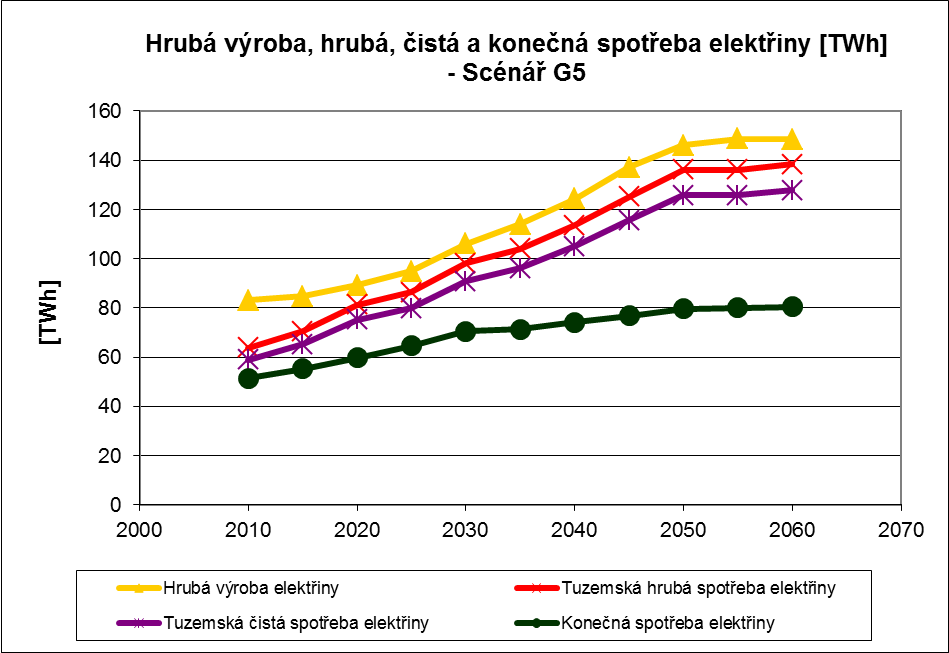 Hrubá výroba, hrubá, čistá a konečná spotřeba elektřiny [TWh]
- Scénář G5
160
140
120
100
80
60
40
20
0
[TWh]
2000 2010 2020 2030 2040 2050 2060 2070
Hrubá výroba elektřiny Tuzemská hrubá spotřeba elektřiny
Tuzemská čistá spotřeba elektřiny Konečná spotřeba elektřiny